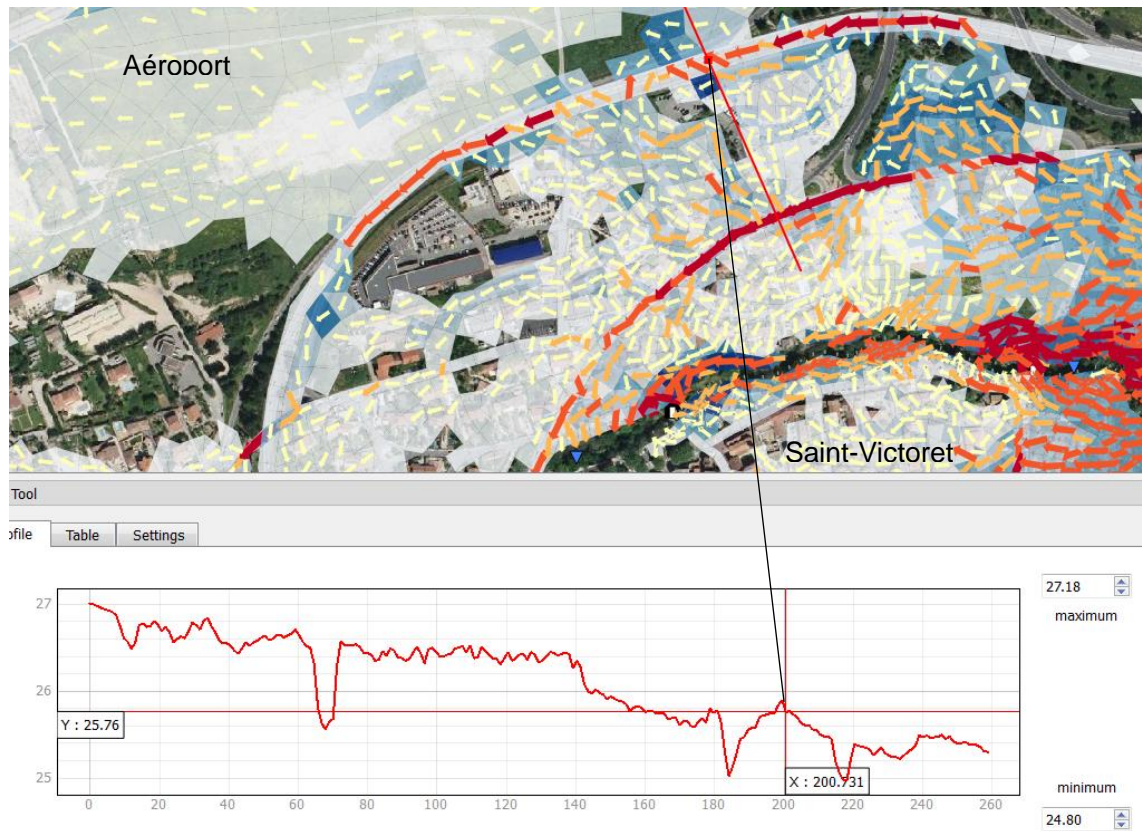 Aéroport
Saint-Victoret
Tool
ofile Table Settings
27.18
maximum
27
26
25
Y : 25.76
X : 200.731
0 20 40 60 80 100 120 140 160 180 200 220 240 260
minimum
24.80